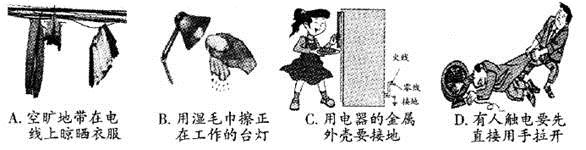 火线
零线
接地
A. 空旷地带在电
线上晾晒衣服
B. 用湿毛巾擦正
在工作的台灯
C. 用电器的金属
外壳要接地
D. 有人触电要先
直接用手拉开